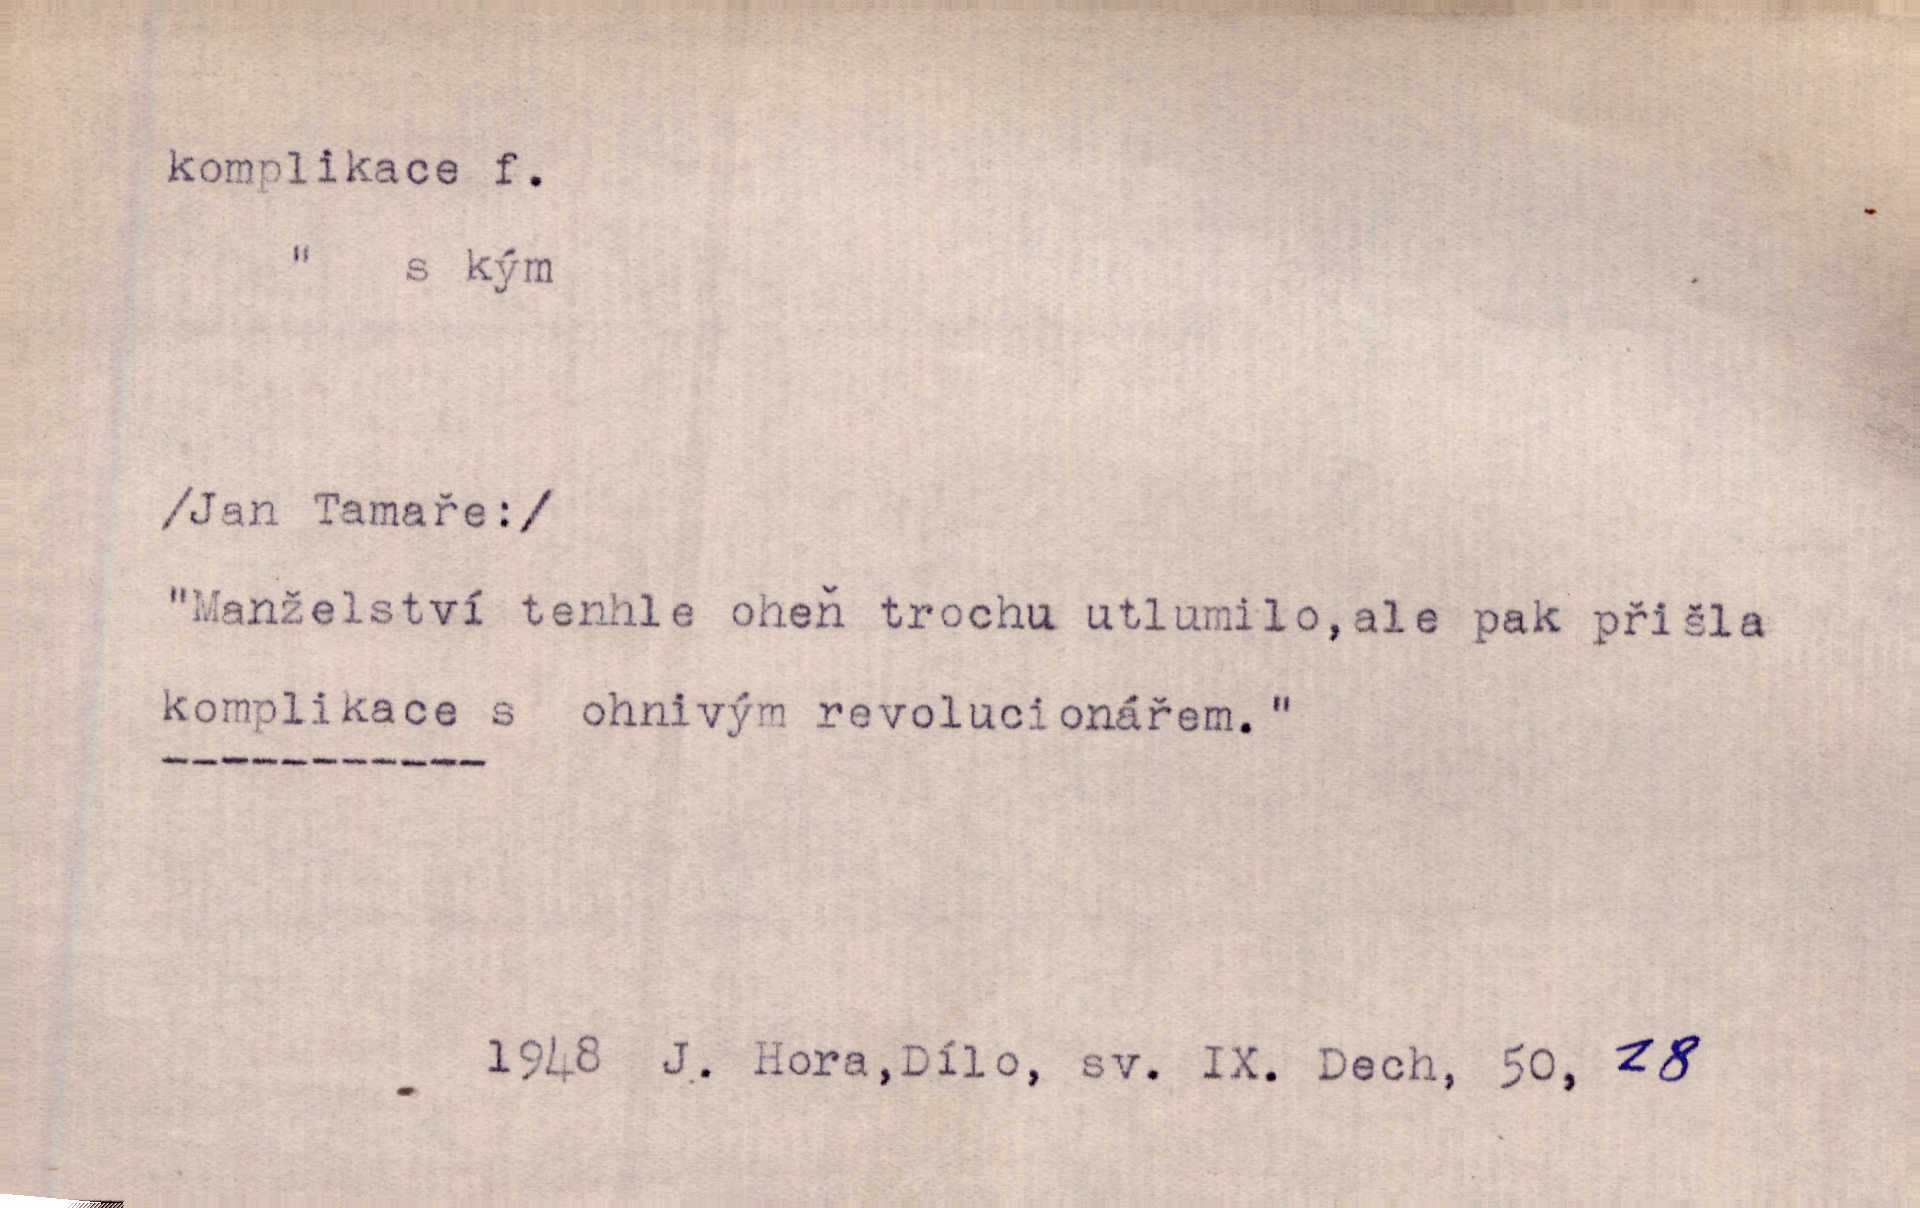 komplikace f.
" s kým
/Jan Tamaře:/
"Manželství tenhle oheň trochu utlumilo,ale pak přišla
komplikace s ohnivým revolucionářem."
-----------
1948 J. Hora,Dílo, sv. IX. Dech, 50, 28